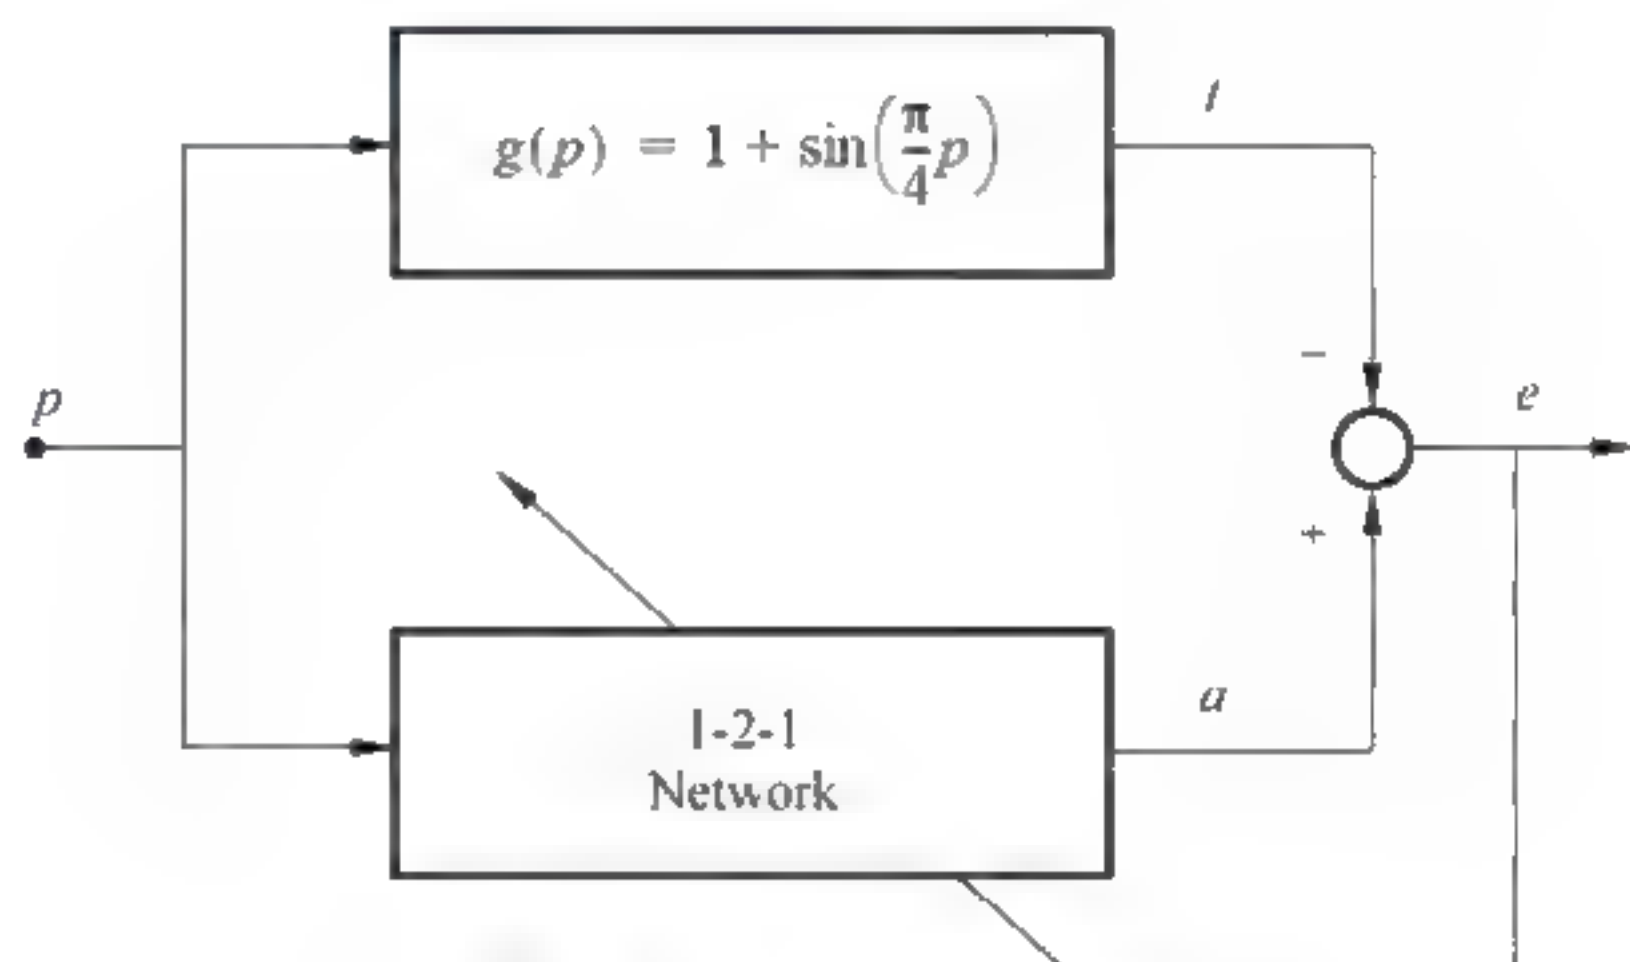 g(p) = 1 + sin(π/4 p)
t
p
−
e
+
a
1-2-1
Network